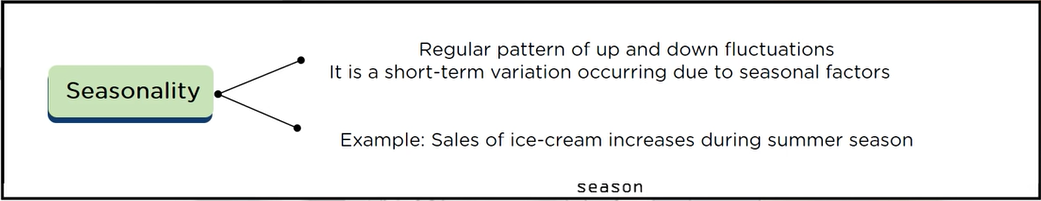 Seasonality
Regular pattern of up and down fluctuations
It is a short-term variation occurring due to seasonal factors
Example: Sales of ice-cream increases during summer season
season